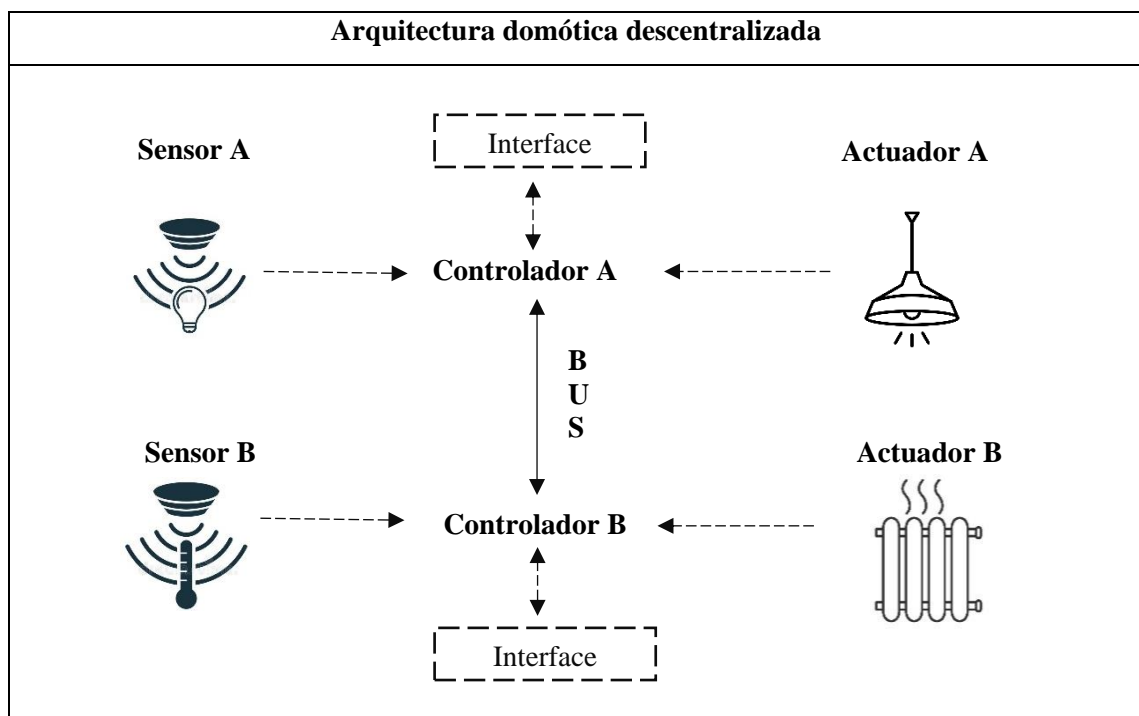 Arquitectura domótica descentralizada
Interface
Sensor A
Actuador A
Controlador A
B
U
S
Sensor B
Actuador B
Controlador B
Interface